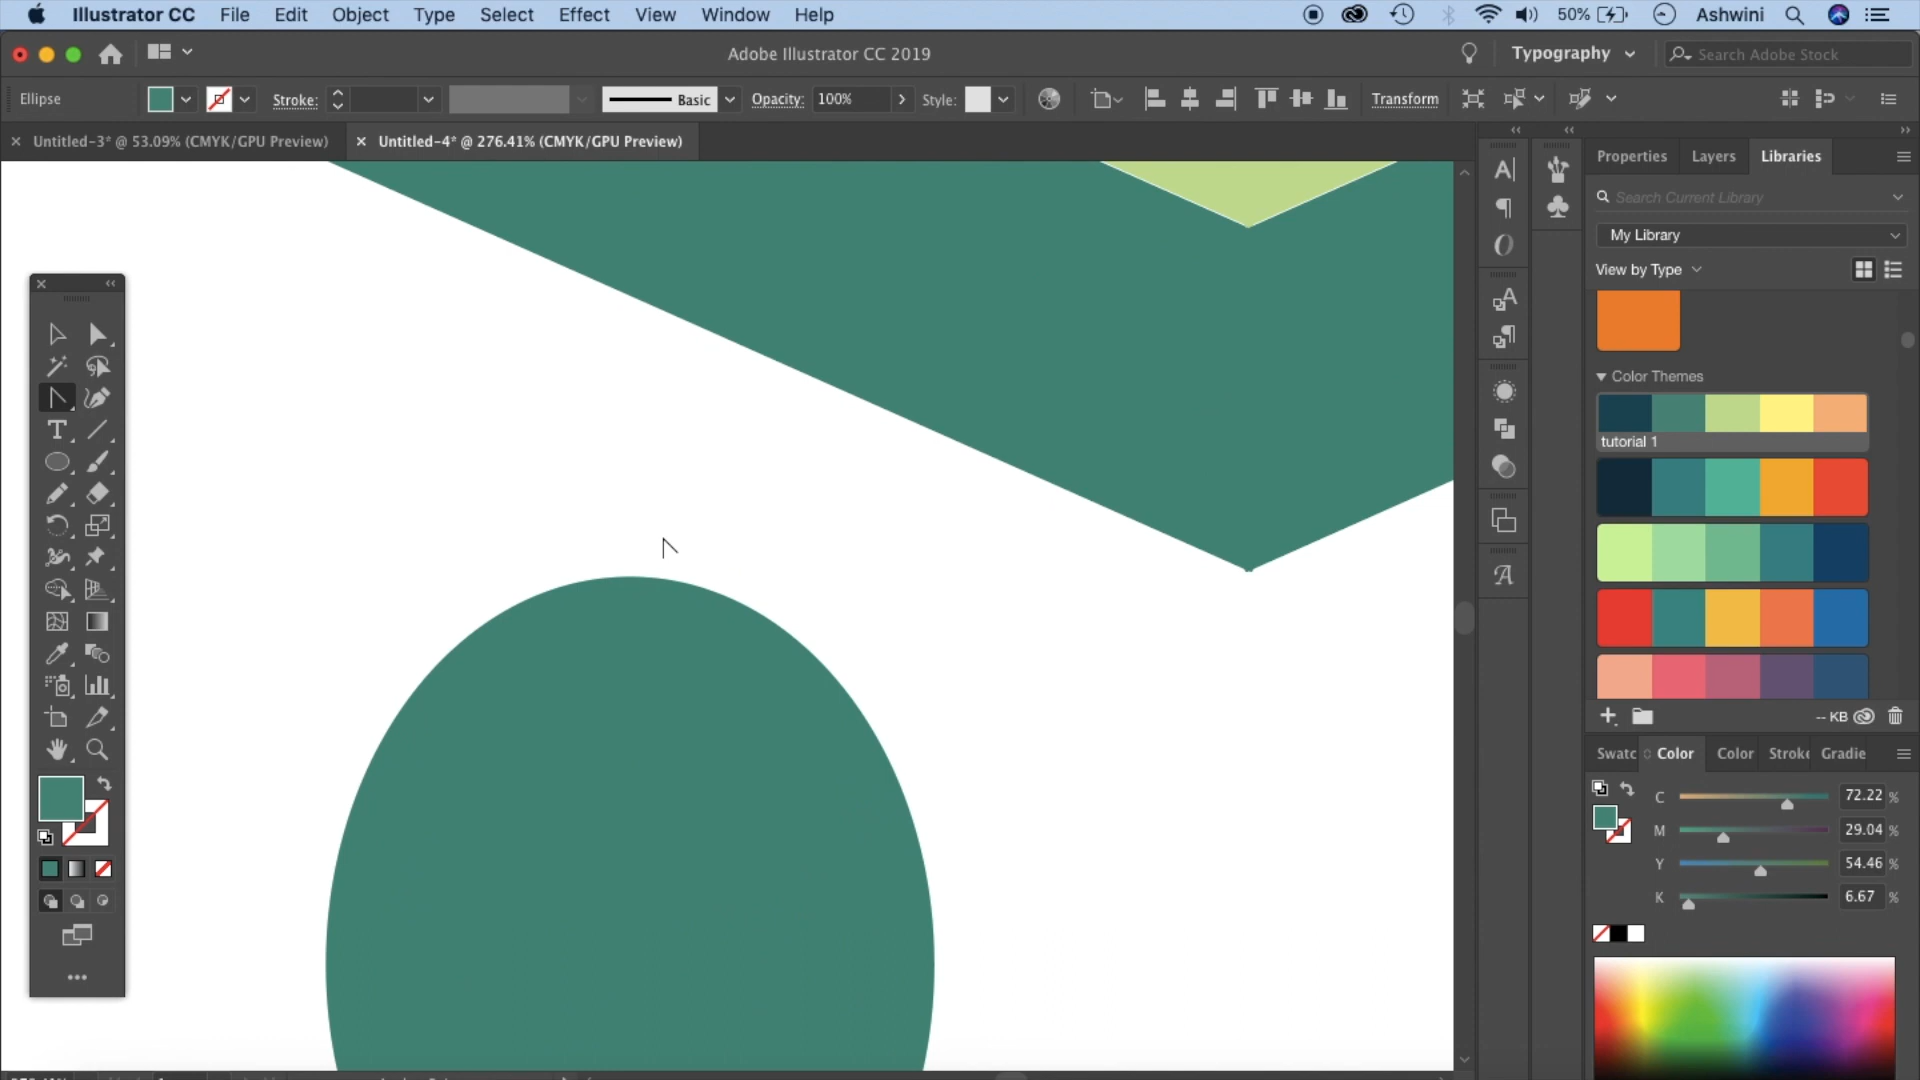 Illustrator CC File Edit Object Type Select Effect View Window Help 50% Ashwini
Adobe Illustrator CC 2019 Typography Search Adobe Stock
Ellipse Stroke: Basic Opacity: 100% Style: Transform
Untitled-3* @ 53.09% (CMYK/GPU Preview) Untitled-4* @ 276.41% (CMYK/GPU Preview)
Properties Layers Libraries
Search Current Library
My Library
View by Type
Color Themes
tutorial 1
-- KB
Swatc Color Color Stroke Gradie
C 72.22 %
M 29.04 %
Y 54.46 %
K 6.67 %